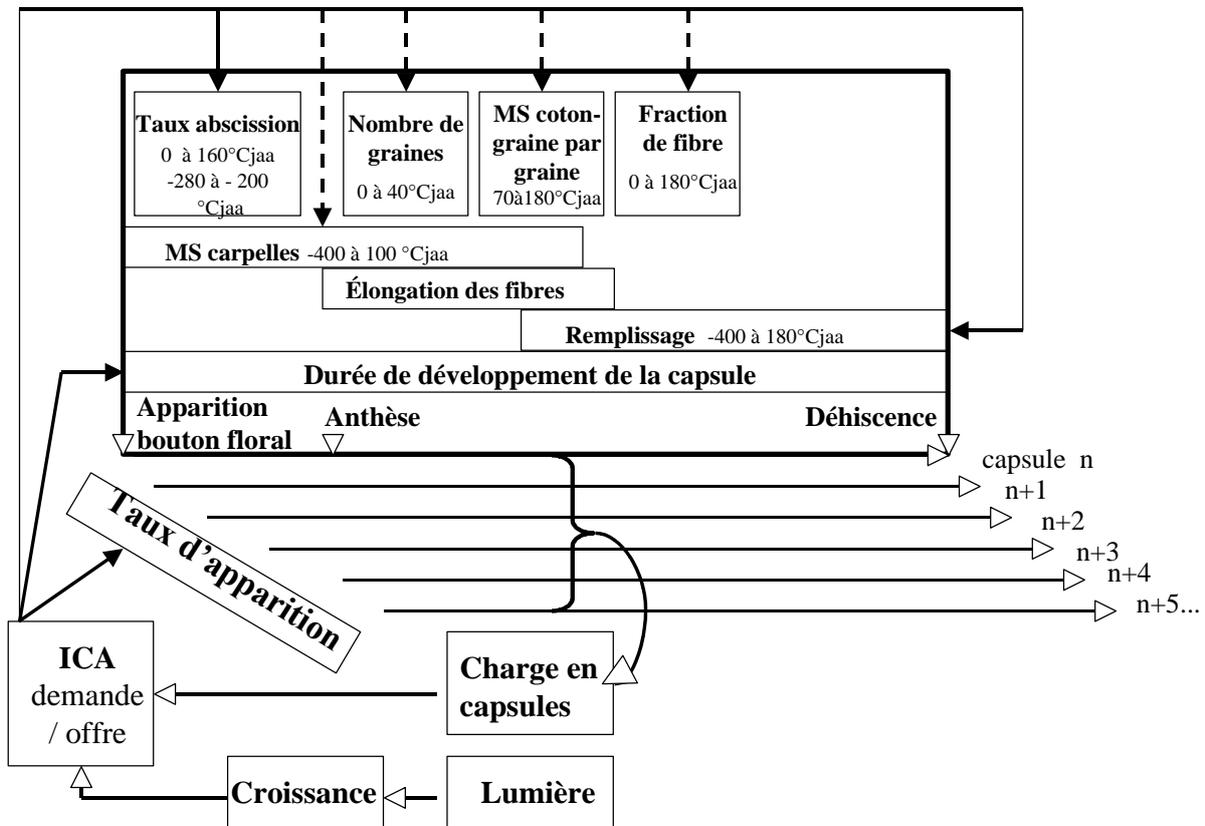 Taux abscission
0 à 160°Cjaa
-280 à - 200
°Cjaa
Nombre de
graines
0 à 40°Cjaa
MS coton-
graine par
graine
70à180°Cjaa
Fraction
de fibre
0 à 180°Cjaa
MS carpelles -400 à 100 °Cjaa
Élongation des fibres
Remplissage -400 à 180°Cjaa
Durée de développement de la capsule
Apparition
bouton floral
Anthèse
Déhiscence
capsule n
n+1
n+2
n+3
n+4
n+5...
Taux d’apparition
ICA
demande
/ offre
Charge en
capsules
Croissance
Lumière